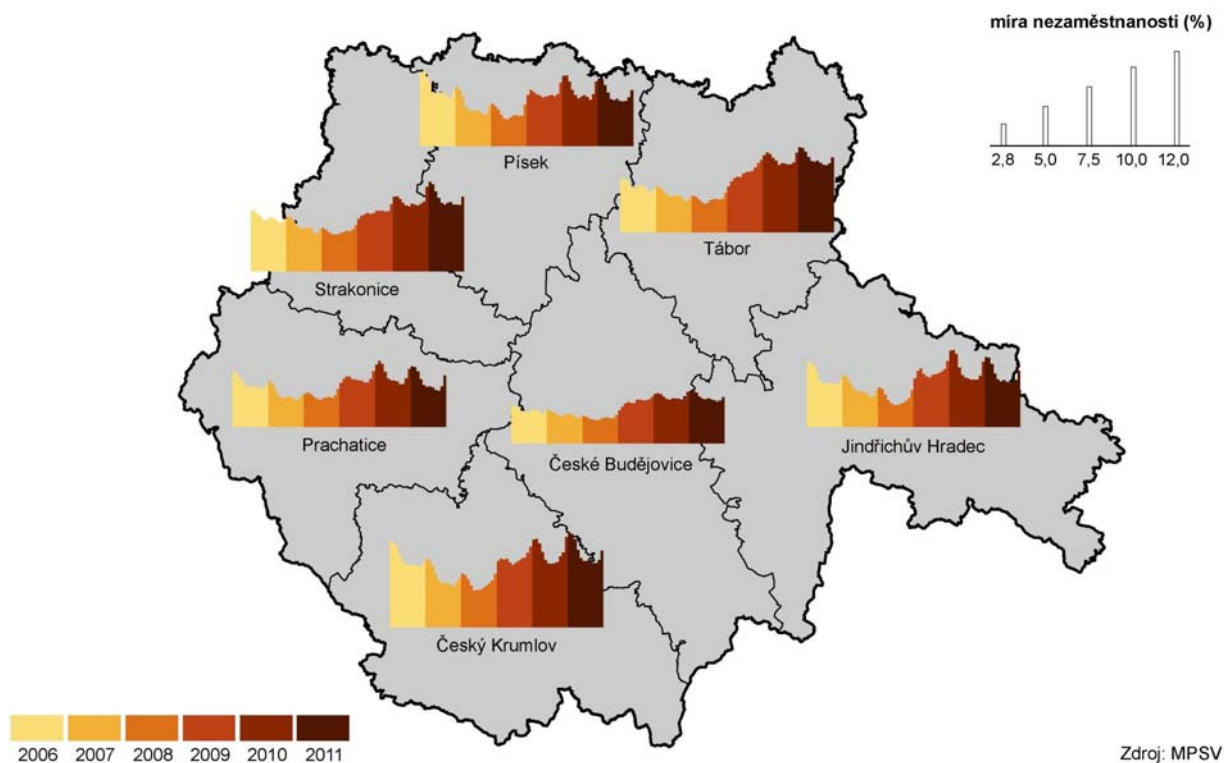 míra nezaměstnanosti (%)
2,8 5,0 7,5 10,0 12,0
Písek
Tábor
Strakonice
Prachatice
České Budějovice
Jindřichův Hradec
Český Krumlov
2006 2007 2008 2009 2010 2011
Zdroj: MPSV